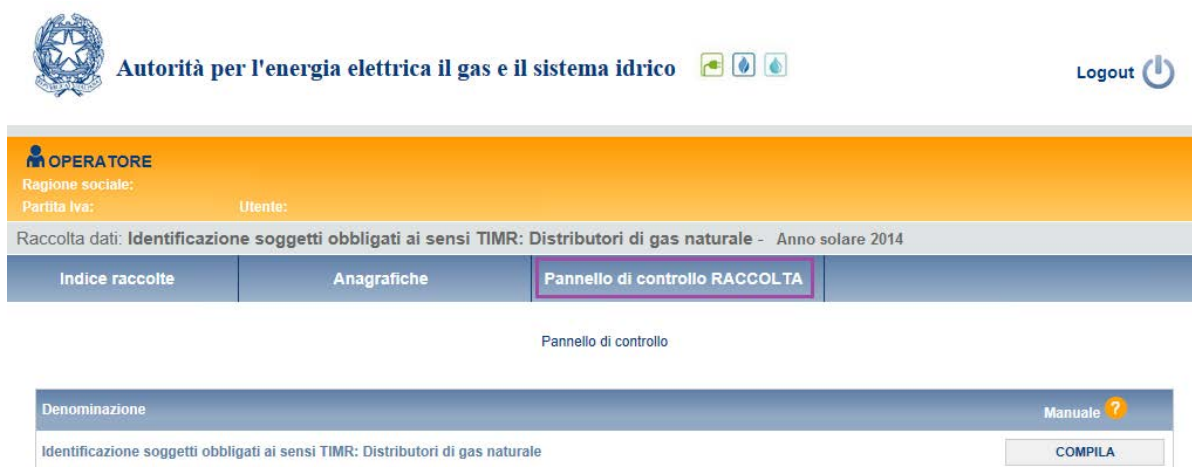 Autorità per l'energia elettrica il gas e il sistema idrico
Logout
OPERATORE
Ragione sociale:
Partita Iva: Utente:
Raccolta dati: Identificazione soggetti obbligati ai sensi TIMR: Distributori di gas naturale - Anno solare 2014
Indice raccolte Anagrafiche Pannello di controllo RACCOLTA
Pannello di controllo
Denominazione Manuale ?
Identificazione soggetti obbligati ai sensi TIMR: Distributori di gas naturale COMPILA